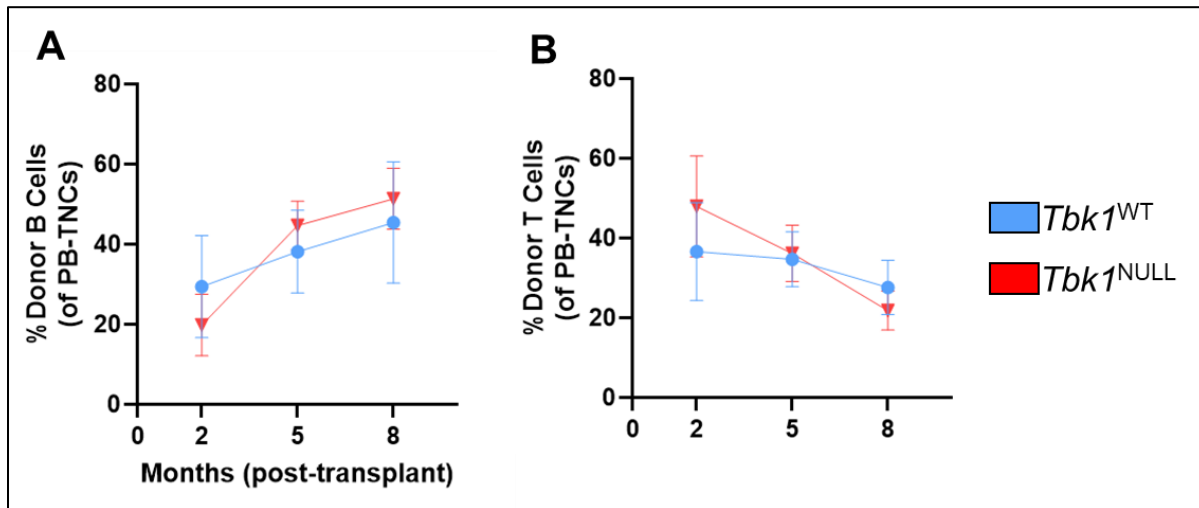 A
80
60
40
20
0
% Donor B Cells
(of PB-TNCs)
0 2 5 8
Months (post-transplant)
B
80
60
40
20
0
% Donor T Cells
(of PB-TNCs)
0 2 5 8
Tbk1WT
Tbk1NULL